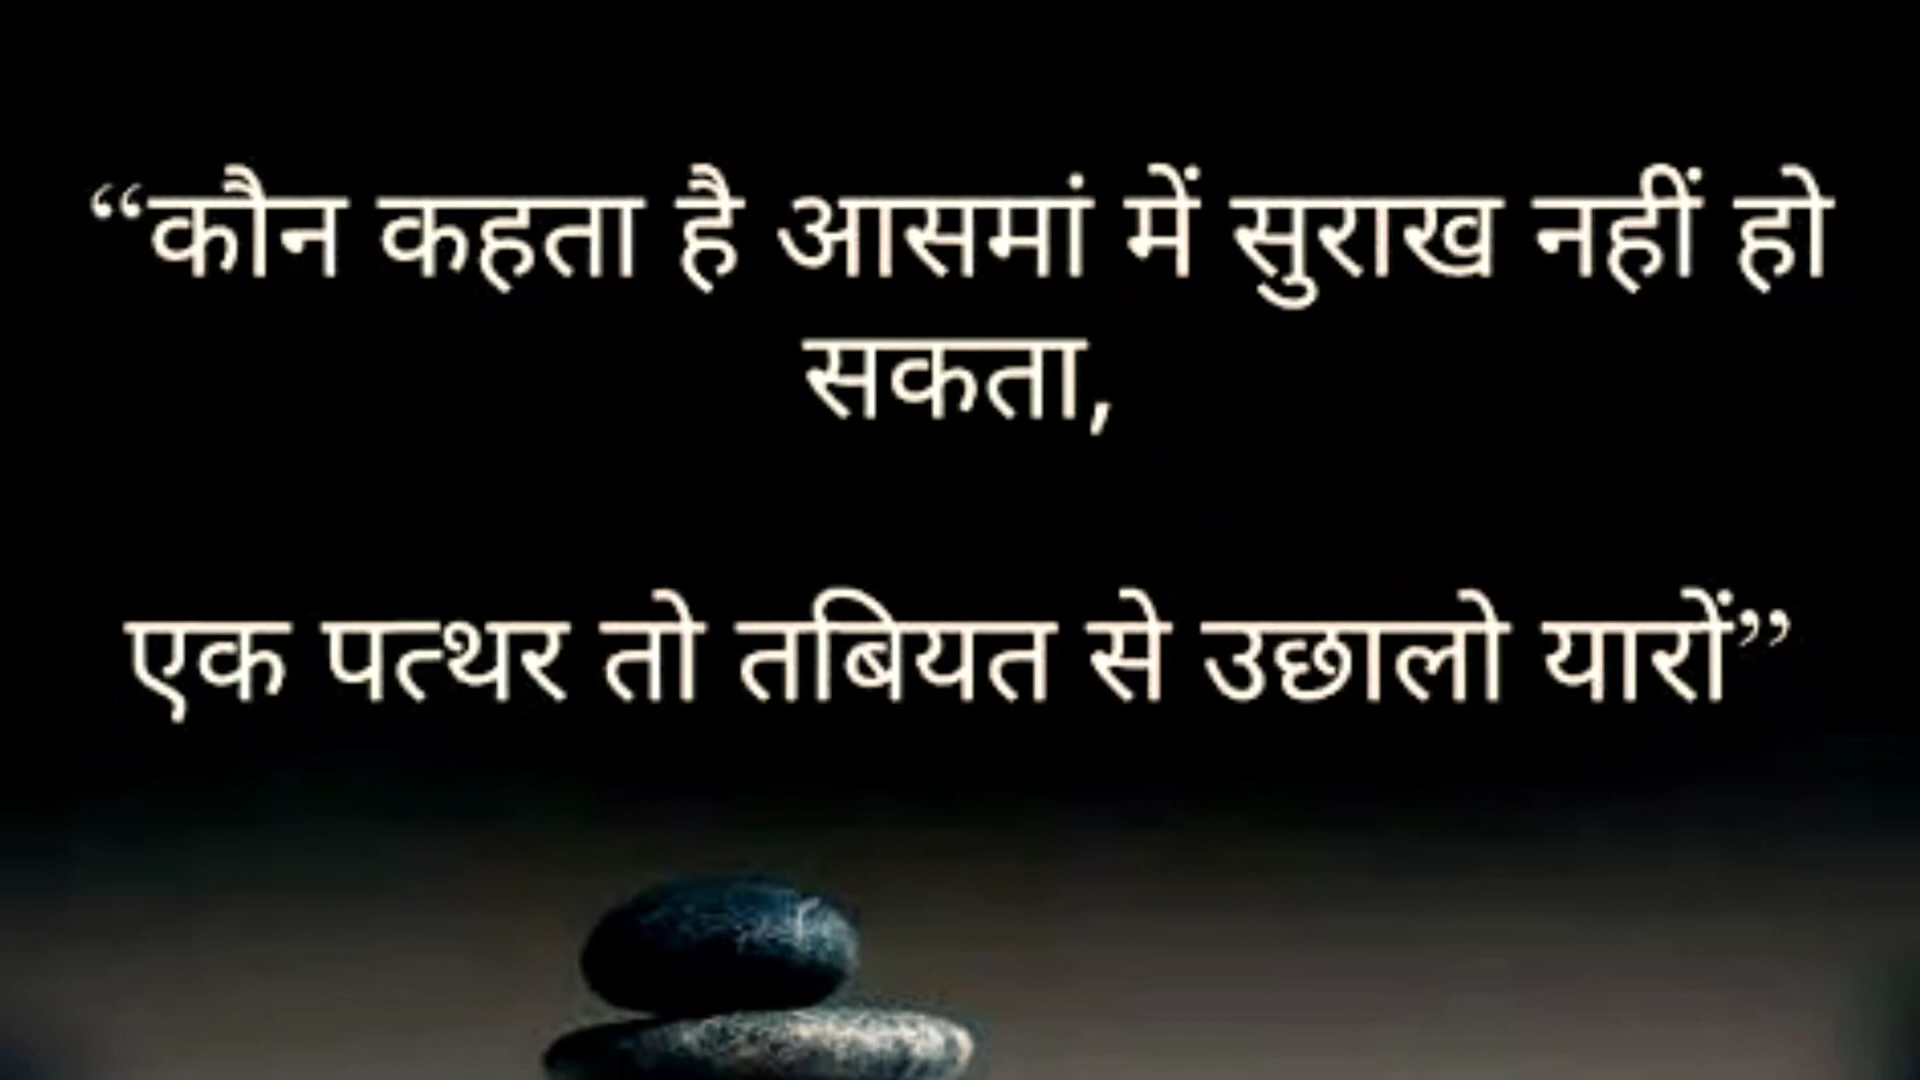 “कौन कहता है आसमां में सुराख नहीं हो
सकता,
एक पत्थर तो तबियत से उछालो यारों”